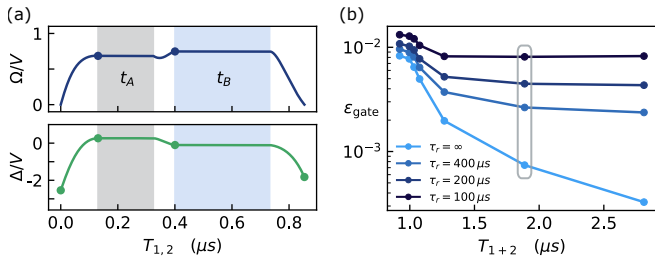 (a)
Ω/V
1
0
t_A
t_B
Δ/V
0
-2
0.0 0.2 0.4 0.6 0.8
T_{1,2} (μs)
(b)
ε_gate
10^{-2}
10^{-3}
τ_r = ∞
τ_r = 400 μs
τ_r = 200 μs
τ_r = 100 μs
1.0 1.5 2.0 2.5
T_{1+2} (μs)